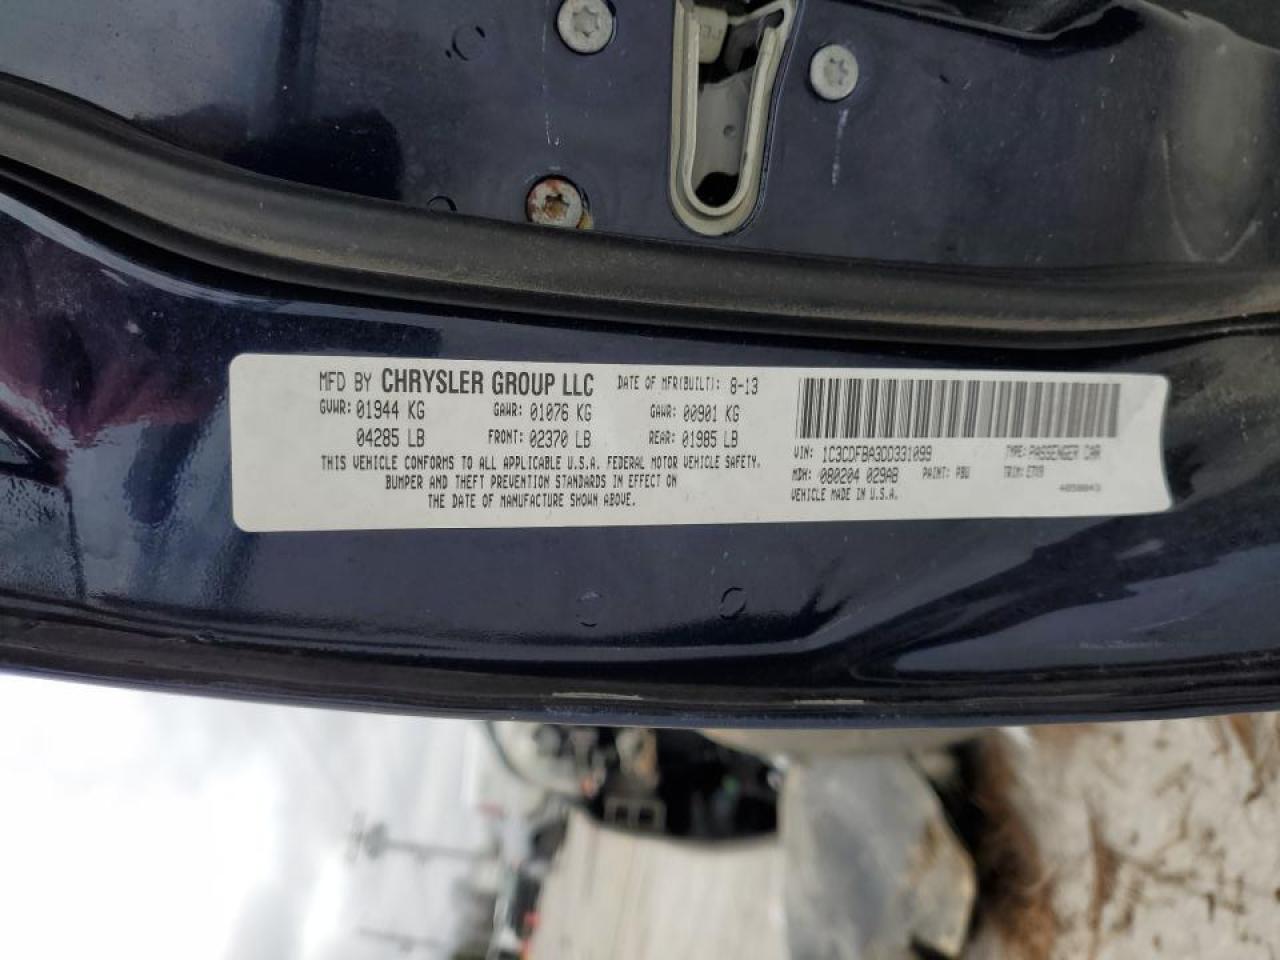 MFD BY CHRYSLER GROUP LLC DATE OF MFR(BUILT): 8-13
GVWR: 01944 KG GAWR: 01076 KG GAWR: 00901 KG
04285 LB FRONT: 02370 LB REAR: 01985 LB
THIS VEHICLE CONFORMS TO ALL APPLICABLE U.S.A. FEDERAL MOTOR VEHICLE SAFETY,
BUMPER AND THEFT PREVENTION STANDARDS IN EFFECT ON
THE DATE OF MANUFACTURE SHOWN ABOVE.
VIN: 1C3CDFBA3DD331099 TYPE: PASSENGER CAR
MDH: 080204 029AB PAINT: PBU TRIM:
VEHICLE MADE IN U.S.A.